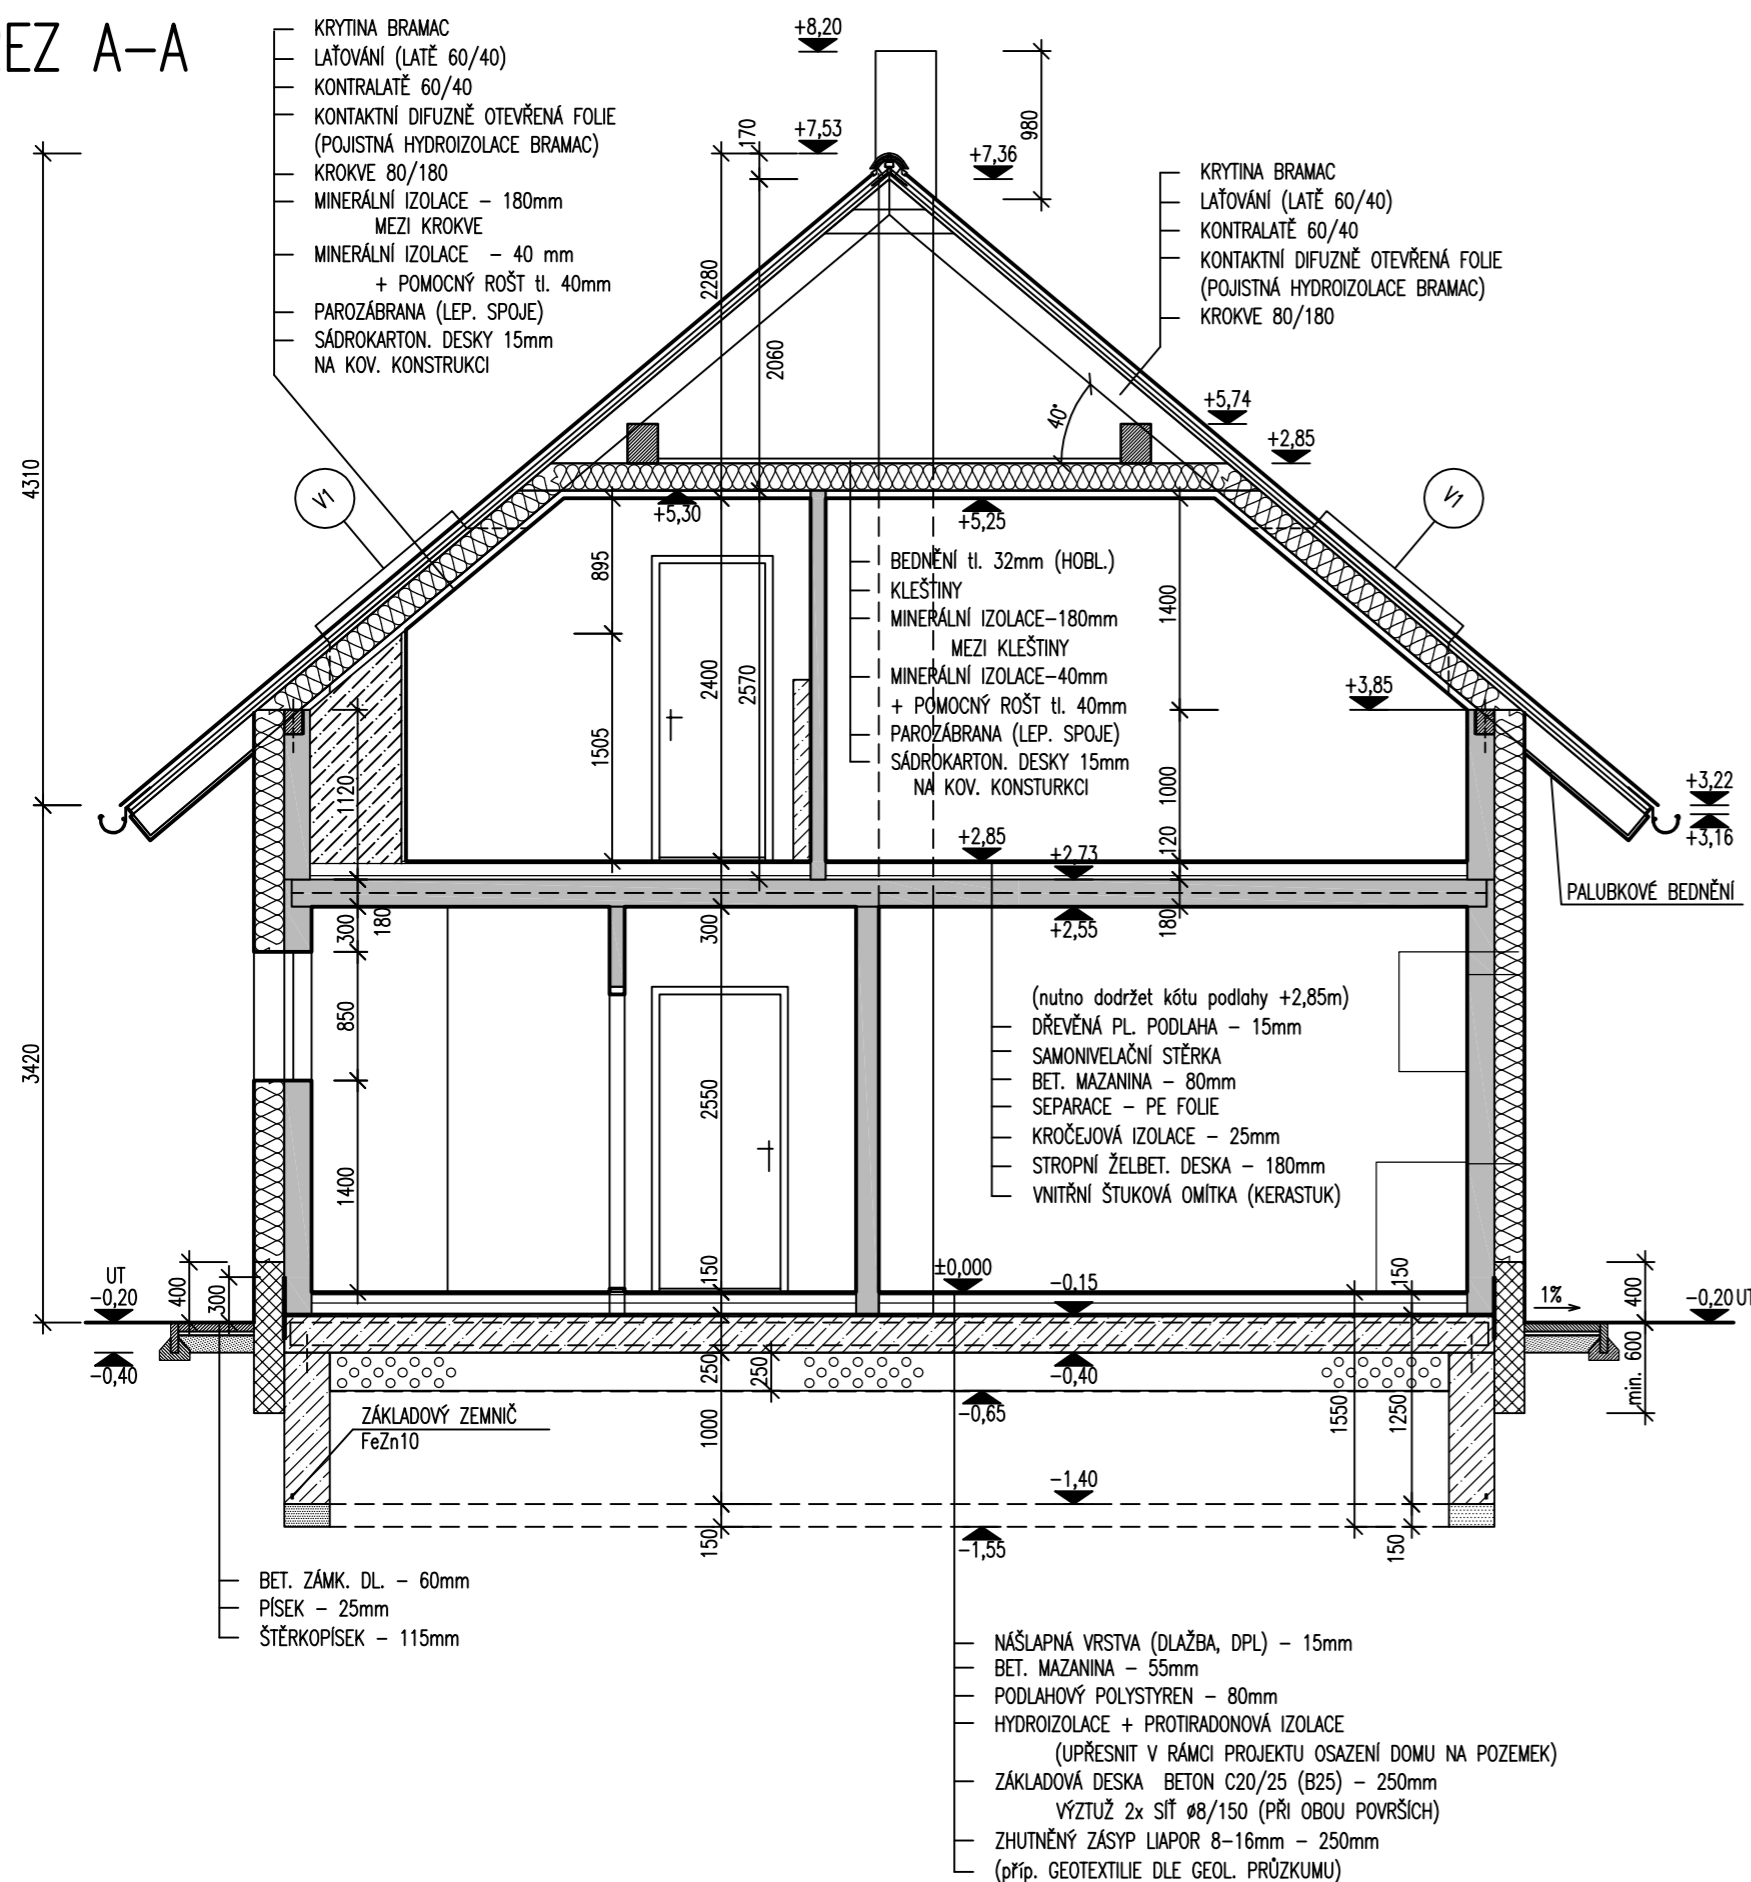 EZ A-A
KRYTINA BRAMAC
LAŤOVÁNÍ (LATĚ 60/40)
KONTRALATĚ 60/40
KONTAKTNÍ DIFUZNĚ OTEVŘENÁ FOLIE
(POJISTNÁ HYDROIZOLACE BRAMAC)
KROKVE 80/180
MINERÁLNÍ IZOLACE - 180mm
MEZI KROKVE
MINERÁLNÍ IZOLACE - 40 mm
+ POMOCNÝ ROŠT tl. 40mm
PAROZÁBRANA (LEP. SPOJE)
SÁDROKARTON. DESKY 15mm
NA KOV. KONSTRUKCI
+8,20
980
170
+7,53
+7,36
KRYTINA BRAMAC
LAŤOVÁNÍ (LATĚ 60/40)
KONTRALATĚ 60/40
KONTAKTNÍ DIFUZNĚ OTEVŘENÁ FOLIE
(POJISTNÁ HYDROIZOLACE BRAMAC)
KROKVE 80/180
2280
2060
40°
+5,74
+2,85
4310
V1
V1
+5,30
+5,25
895
1400
BEDNĚNÍ tl. 32mm (HOBL.)
KLEŠTINY
MINERÁLNÍ IZOLACE-180mm
MEZI KLEŠTINY
MINERÁLNÍ IZOLACE-40mm
+ POMOCNÝ ROŠT tl. 40mm
PAROZÁBRANA (LEP. SPOJE)
SÁDROKARTON. DESKY 15mm
NA KOV. KONSTURKCI
2400
2570
1505
+3,85
1120
1000
120
+3,22
+3,16
+2,85
+2,73
+2,55
PALUBKOVÉ BEDNĚNÍ
300
180
300
180
850
3420
2550
1400
(nutno dodržet kótu podlahy +2,85m)
DŘEVĚNÁ PL. PODLAHA - 15mm
SAMONIVELAČNÍ STĚRKA
BET. MAZANINA - 80mm
SEPARACE - PE FOLIE
KROČEJOVÁ IZOLACE - 25mm
STROPNÍ ŽELBET. DESKA - 180mm
VNITŘNÍ ŠTUKOVÁ OMÍTKA (KERASTUK)
UT
-0,20
400
300
150
±0,000
-0,15
150
1%
400
-0,20 UT
-0,40
250
250
-0,40
600
min.
-0,65
1550
1250
ZÁKLADOVÝ ZEMNIČ
FeZn10
1000
-1,40
150
-1,55
150
BET. ZÁMK. DL. - 60mm
PÍSEK - 25mm
ŠTĚRKOPÍSEK - 115mm
NÁŠLAPNÁ VRSTVA (DLAŽBA, DPL) - 15mm
BET. MAZANINA - 55mm
PODLAHOVÝ POLYSTYREN - 80mm
HYDROIZOLACE + PROTIRADONOVÁ IZOLACE
(UPŘESNIT V RÁMCI PROJEKTU OSAZENÍ DOMU NA POZEMEK)
ZÁKLADOVÁ DESKA BETON C20/25 (B25) - 250mm
VÝZTUŽ 2x SÍŤ ø8/150 (PŘI OBOU POVRŠÍCH)
ZHUTNĚNÝ ZÁSYP LIAPOR 8-16mm - 250mm
(příp. GEOTEXTILIE DLE GEOL. PRŮZKUMU)